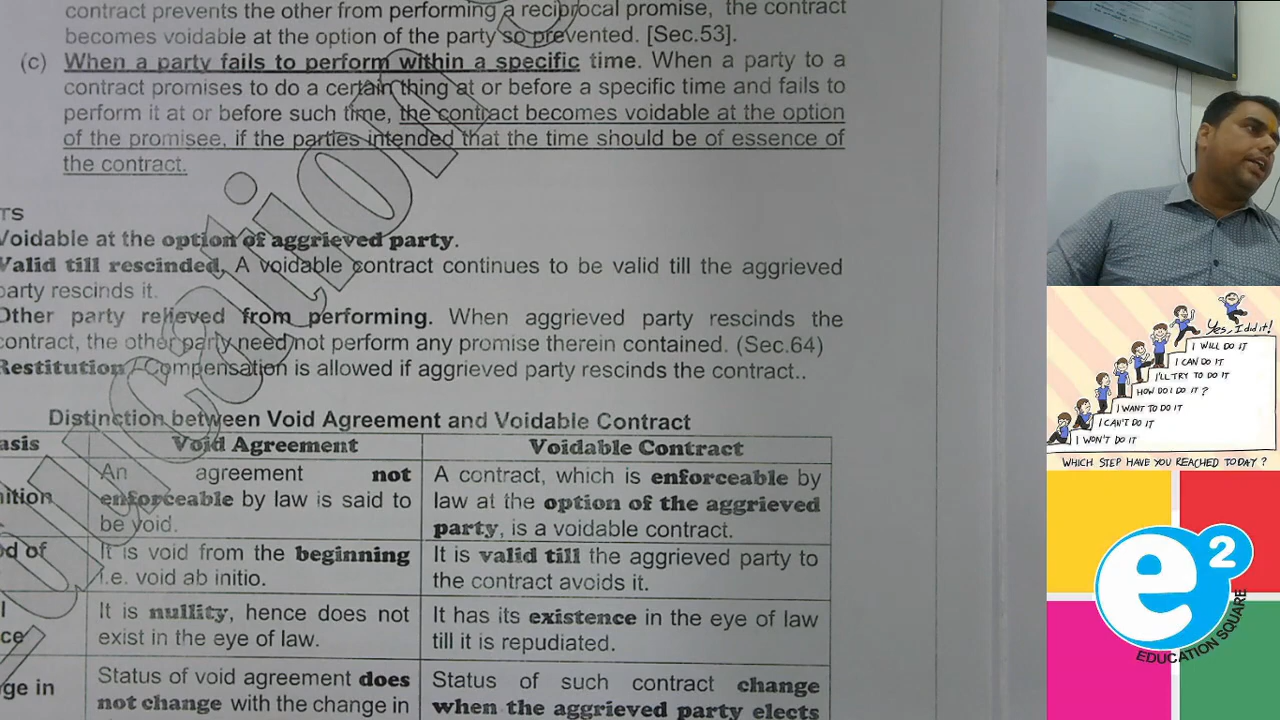 contract prevents the other from performing a reciprocal promise, the contract
becomes voidable at the option of the party so prevented. [Sec.53].
(c) When a party fails to perform within a specific time. When a party to a
contract promises to do a certain thing at or before a specific time and fails to
perform it at or before such time, the contract becomes voidable at the option
of the promisee, if the parties intended that the time should be of essence of
the contract.
TS
Voidable at the option of aggrieved party.
Valid till rescinded. A voidable contract continues to be valid till the aggrieved
party rescinds it.
Other party relieved from performing. When aggrieved party rescinds the
contract, the other party need not perform any promise therein contained. (Sec.64)
Restitution / Compensation is allowed if aggrieved party rescinds the contract..
Distinction between Void Agreement and Voidable Contract
asis Void Agreement Voidable Contract
nition
An agreement not
enforceable by law is said to
be void.
A contract, which is enforceable by
law at the option of the aggrieved
party, is a voidable contract.
od of
It is void from the beginning
i.e. void ab initio.
It is valid till the aggrieved party to
the contract avoids it.
l
ce
It is nullity, hence does not
exist in the eye of law.
It has its existence in the eye of law
till it is repudiated.
ge in
Status of void agreement does
not change with the change in
Status of such contract change
when the aggrieved party elects
Yes, I did it!
I WILL DO IT
I CAN DO IT
I'LL TRY TO DO IT
HOW DO I DO IT?
I WANT TO DO IT
I CAN'T DO IT
I WON'T DO IT
WHICH STEP HAVE YOU REACHED TODAY?
e2
EDUCATION SQUARE